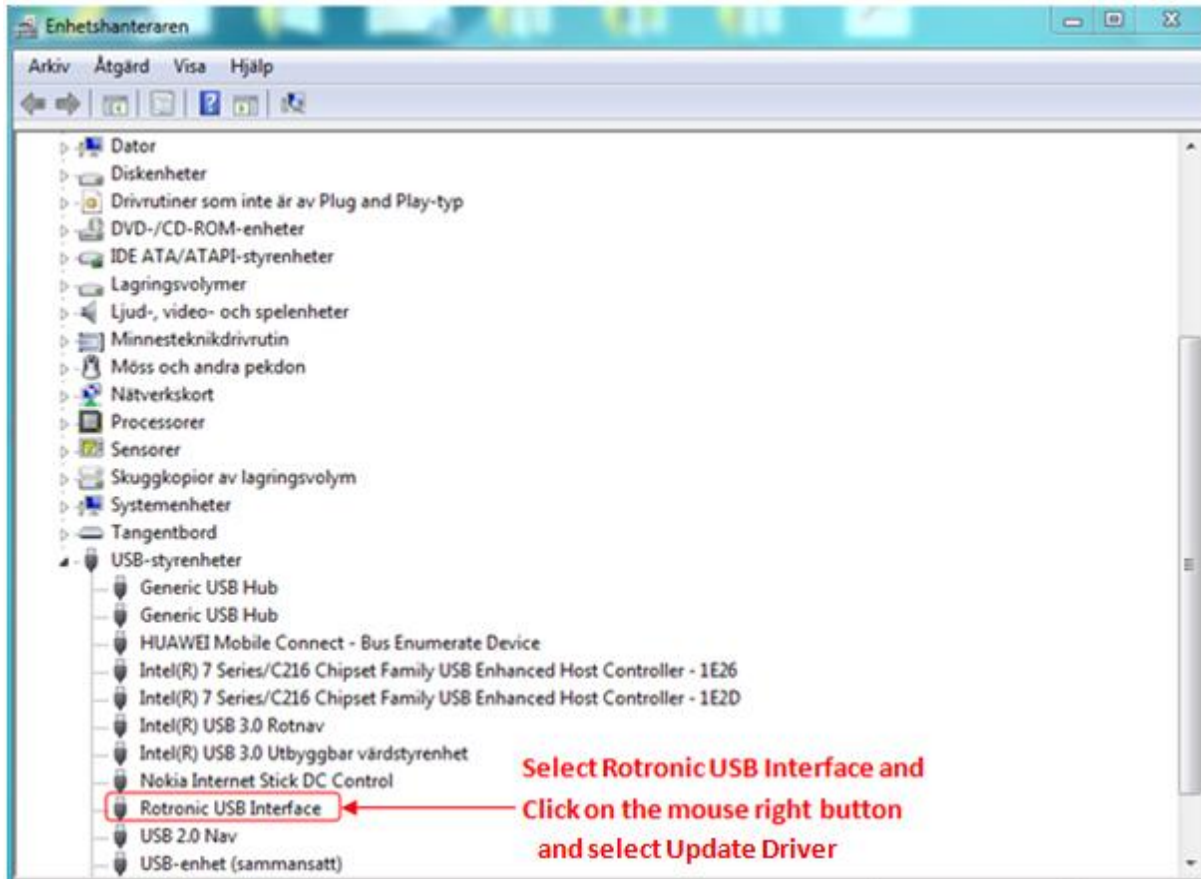 Enhetshanteraren
Arkiv Åtgärd Visa Hjälp
Dator
Diskenheter
Drivrutiner som inte är av Plug and Play-typ
DVD-/CD-ROM-enheter
IDE ATA/ATAPI-styrenheter
Lagringsvolymer
Ljud-, video- och spelenheter
Minnesteknikdrivrutin
Möss och andra pekdon
Nätverkskort
Processorer
Sensorer
Skuggkopior av lagringsvolym
Systemenheter
Tangentbord
USB-styrenheter
Generic USB Hub
Generic USB Hub
HUAWEI Mobile Connect - Bus Enumerate Device
Intel(R) 7 Series/C216 Chipset Family USB Enhanced Host Controller - 1E26
Intel(R) 7 Series/C216 Chipset Family USB Enhanced Host Controller - 1E2D
Intel(R) USB 3.0 Rotnav
Intel(R) USB 3.0 Utbyggbar värdstyrenhet
Nokia Internet Stick DC Control
Rotronic USB Interface
USB 2.0 Nav
USB-enhet (sammansatt)
Select Rotronic USB Interface and
Click on the mouse right button
and select Update Driver